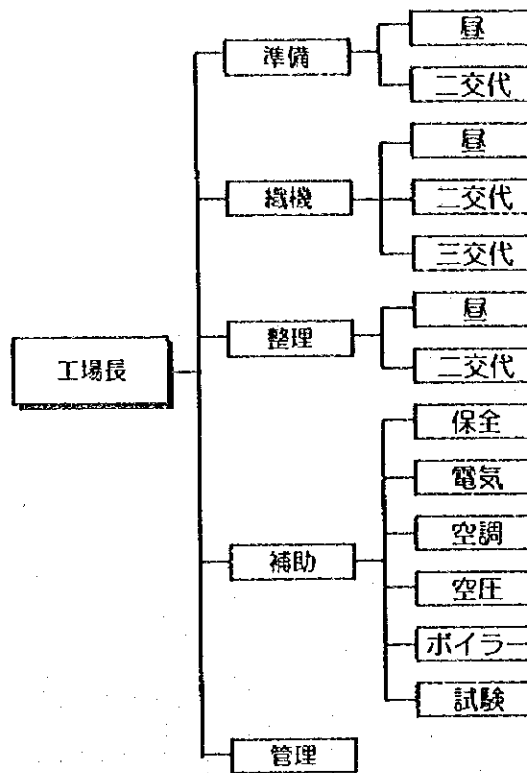 工場長
準備
昼
二交代
織機
昼
二交代
三交代
整理
昼
二交代
補助
保全
電気
空調
空圧
ボイラー
試験
管理